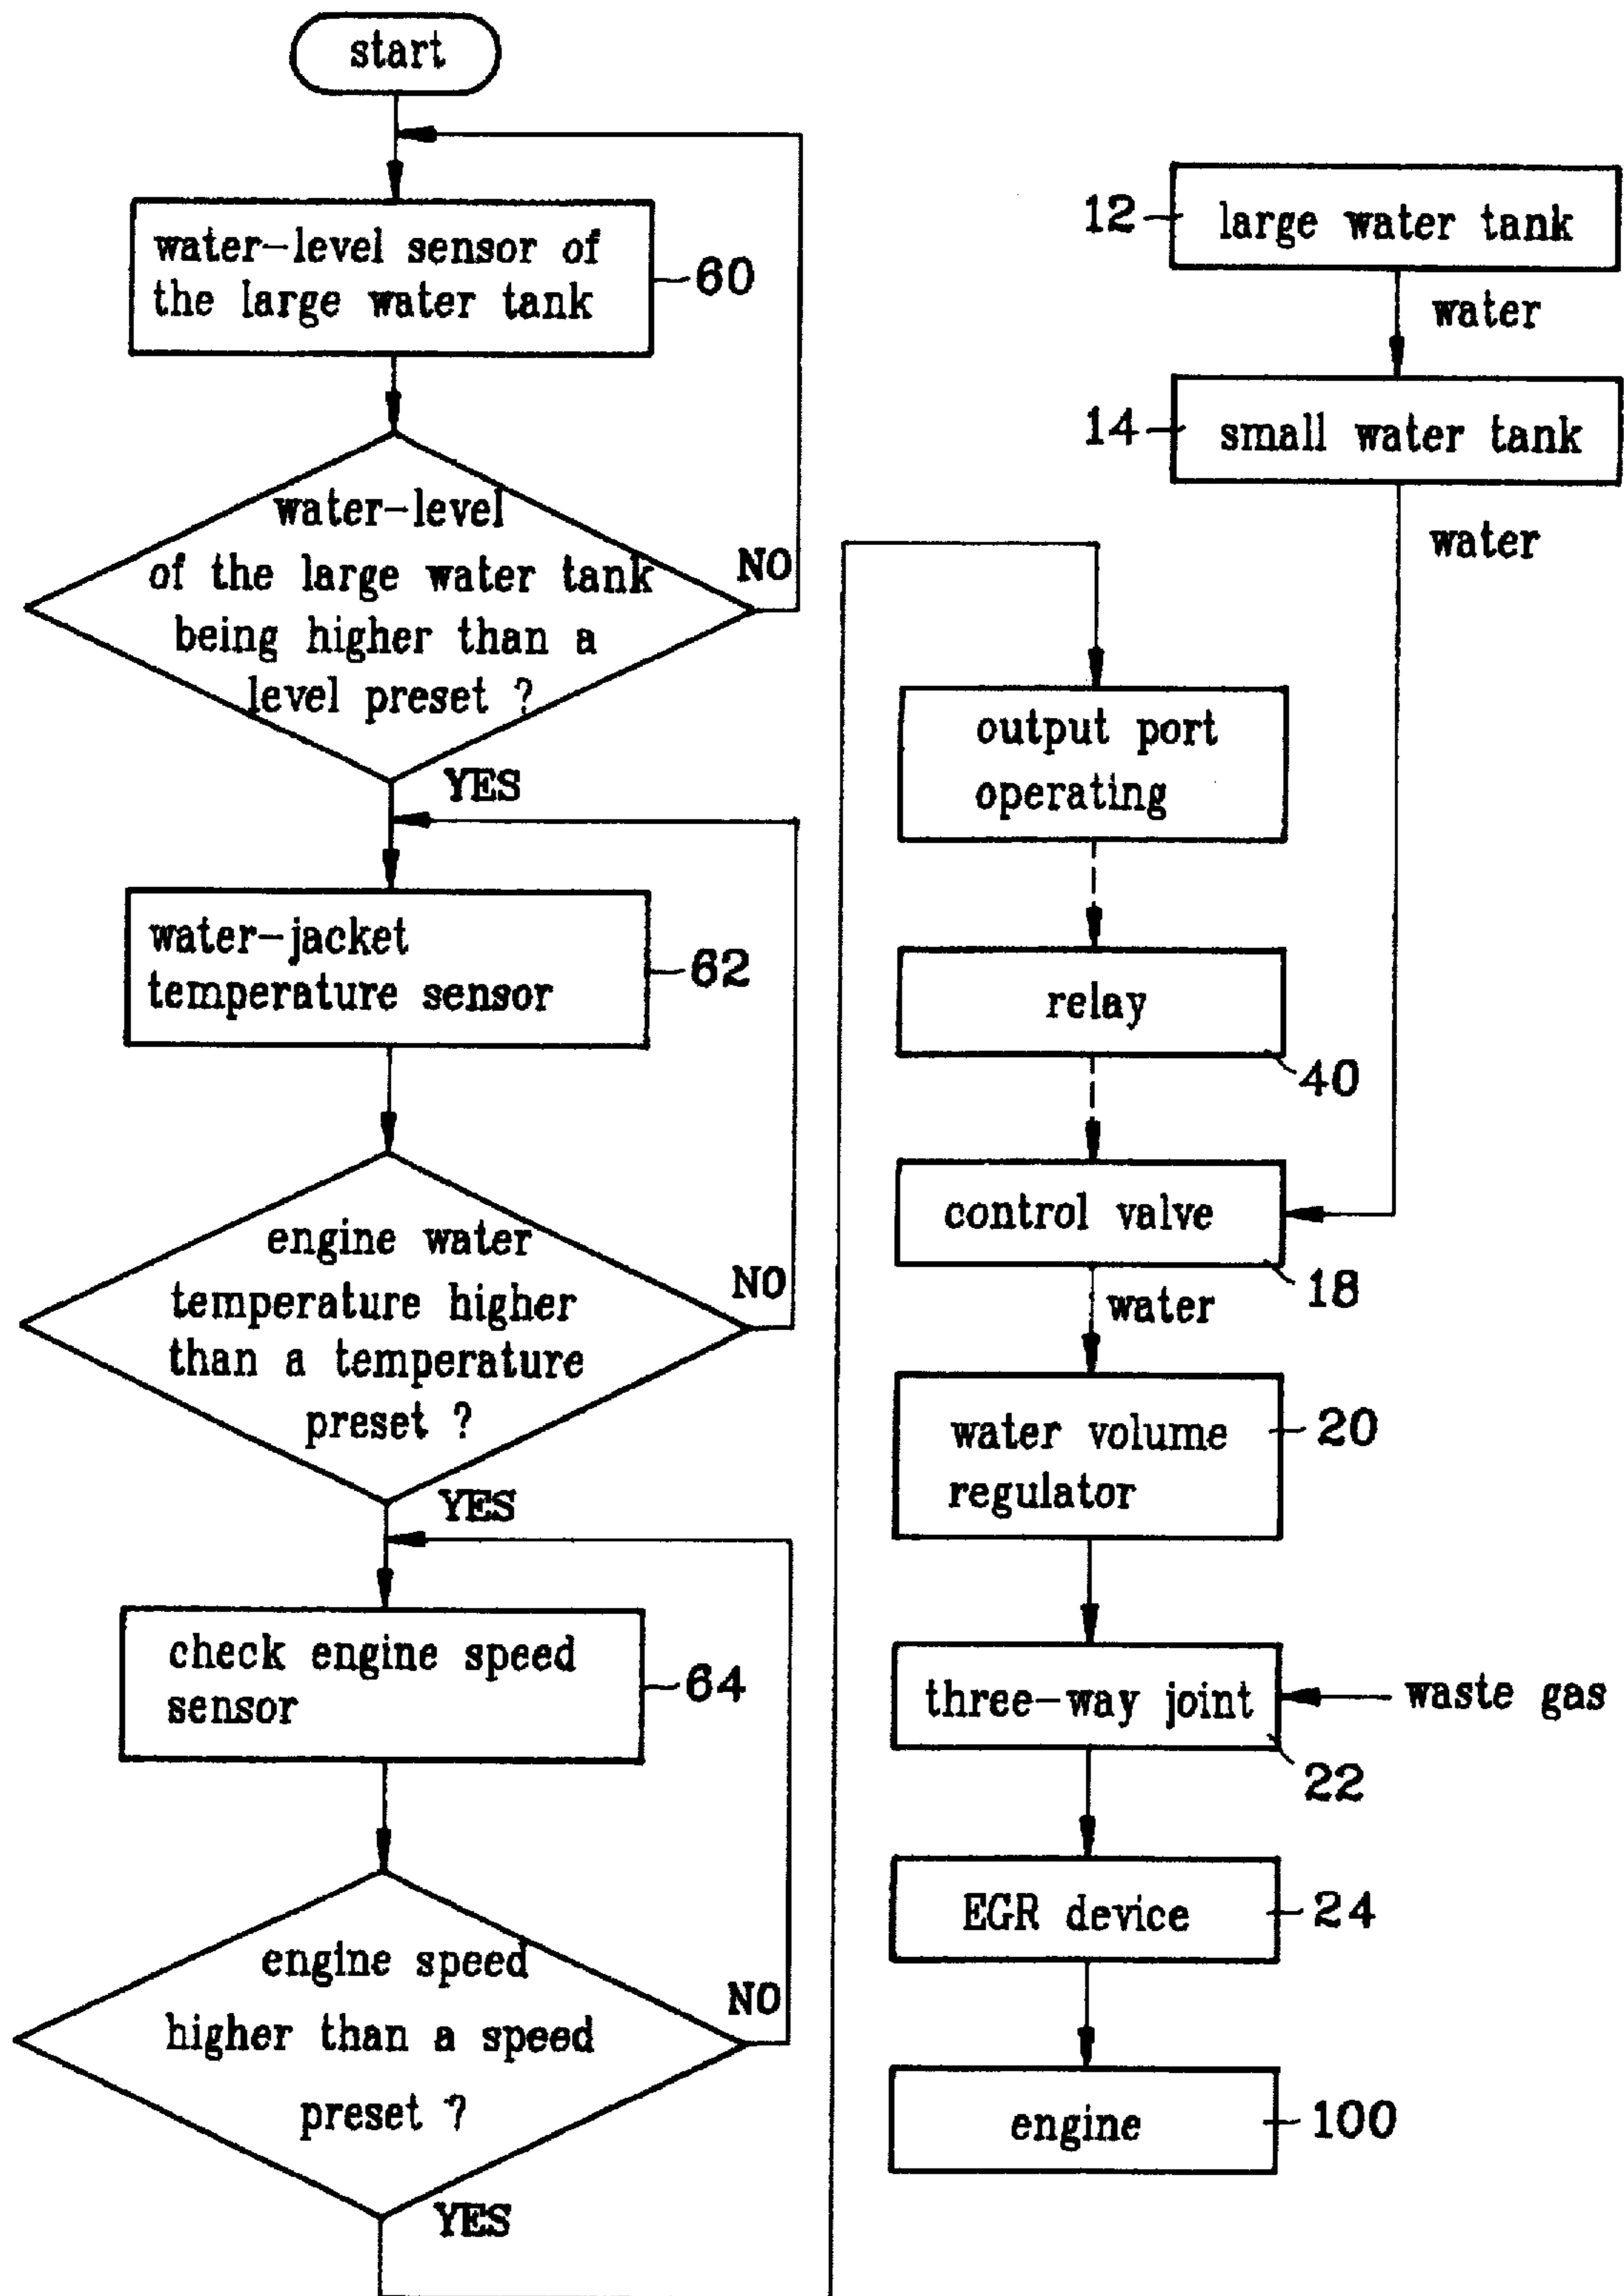 start
water-level sensor of
the large water tank
60
water-level
of the large water tank
being higher than a
level preset ?
NO
YES
water-jacket
temperature sensor
62
engine water
temperature higher
than a temperature
preset ?
NO
YES
check engine speed
sensor
64
engine speed
higher than a speed
preset ?
NO
YES
12
large water tank
water
14
small water tank
water
output port
operating
relay
40
control valve
18
water
water volume
regulator
20
three-way joint
waste gas
22
EGR device
24
engine
100